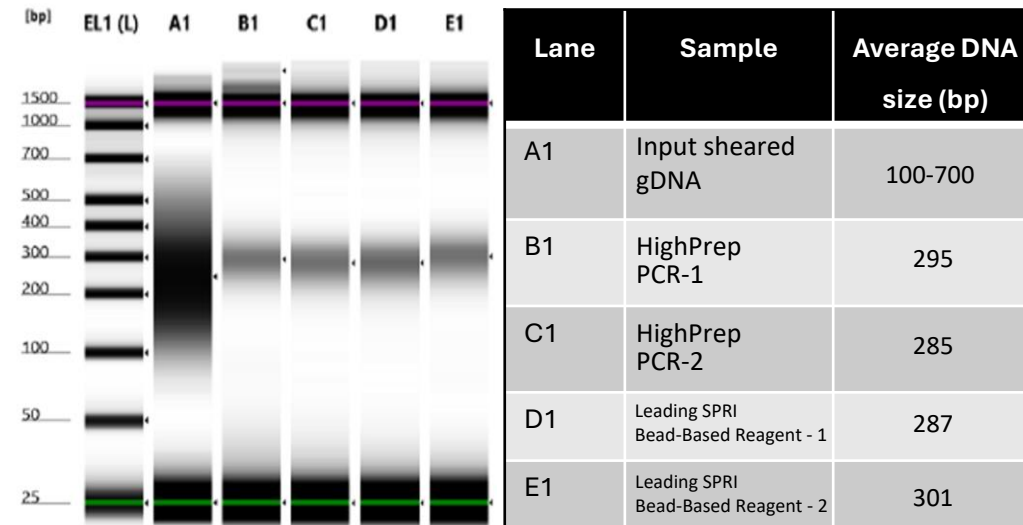 [bp] EL1 (L) A1 B1 C1 D1 E1
1500
1000
700
500
400
300
200
100
50
25
Lane Sample Average DNA
size (bp)
A1 Input sheared
gDNA 100-700
B1 HighPrep
PCR-1 295
C1 HighPrep
PCR-2 285
D1 Leading SPRI
Bead-Based Reagent - 1 287
E1 Leading SPRI
Bead-Based Reagent - 2 301